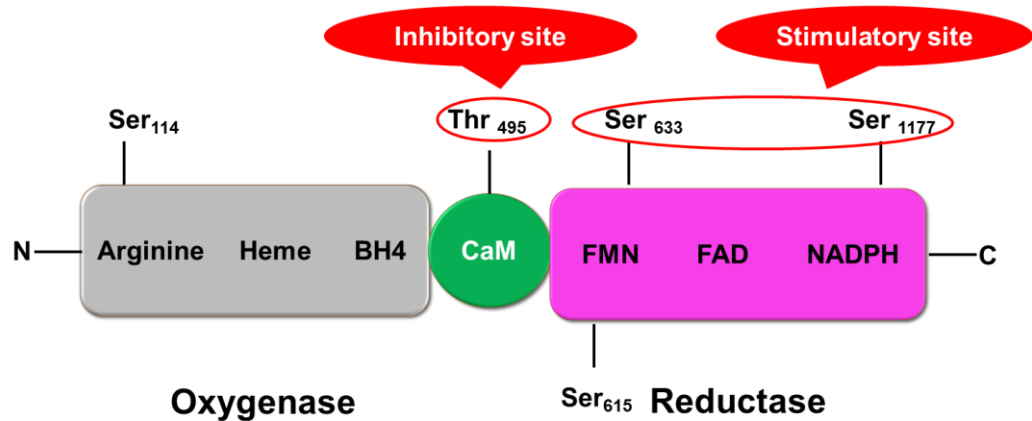 Inhibitory site
Stimulatory site
Ser114
Thr 495
Ser 633
Ser 1177
N
Arginine Heme BH4
CaM
FMN FAD NADPH
C
Ser615
Oxygenase
Reductase